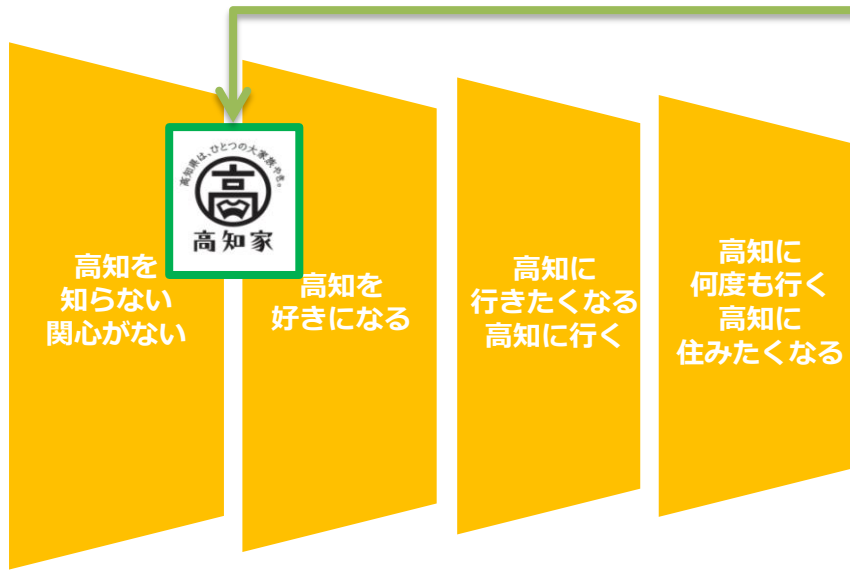 高知県は、ひとつの大家族やき。
高
高知家
高知を
知らない
関心がない
高知を
好きになる
高知に
行きたくなる
高知に行く
高知に
何度も行く
高知に
住みたくなる